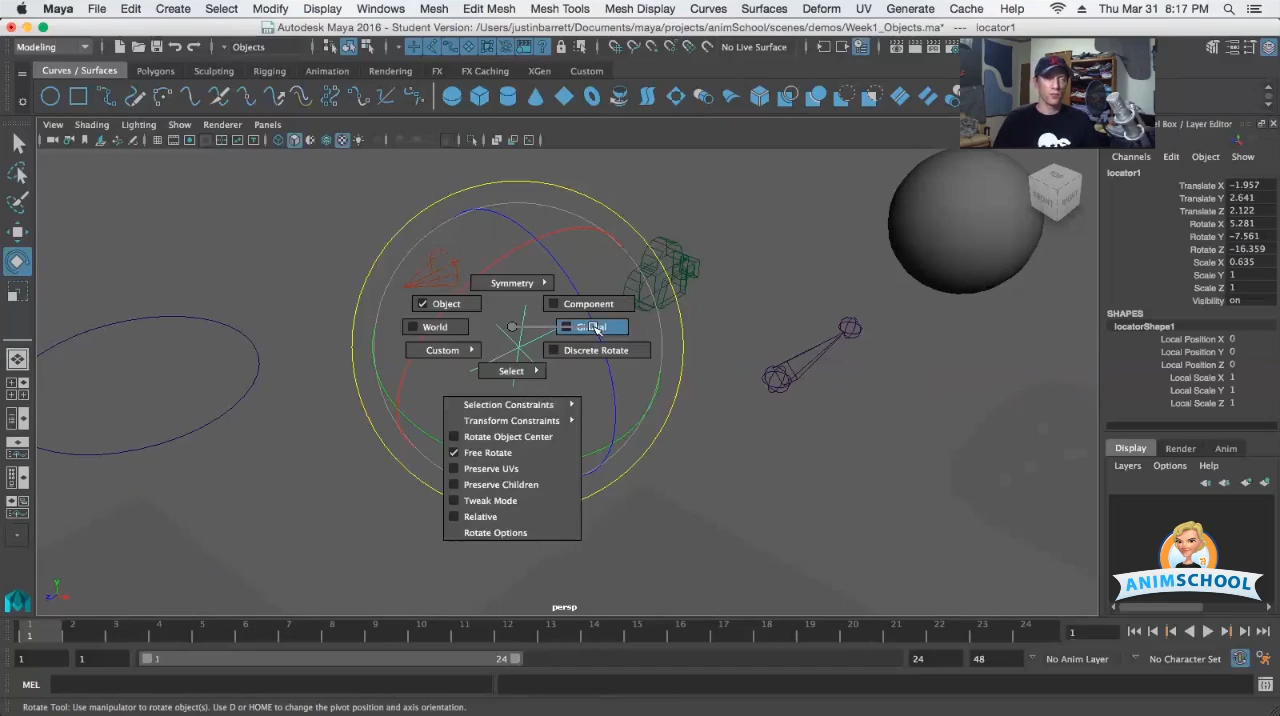 Maya File Edit Create Select Modify Display Windows Mesh Edit Mesh Mesh Tools Mesh Display Curves Surfaces Deform UV Generate Cache Help Thu Mar 31 8:17 PM
Autodesk Maya 2016 - Student Version: /Users/justinbarrett/Documents/maya/projects/animSchool/scenes/demos/Week1_Objects.ma* --- locator1
Modeling Objects No Live Surface
Curves / Surfaces Polygons Sculpting Rigging Animation Rendering FX FX Caching XGen Custom
View Shading Lighting Show Renderer Panels
el Box / Layer Editor
Channels Edit Object Show
locator1
Translate X -1.957
Translate Y 2.641
Translate Z 2.122
Rotate X 5.281
Rotate Y -7.561
Rotate Z -16.359
Scale X 0.635
Scale Y 1
Scale Z 1
Visibility on
SHAPES
locatorShape1
Local Position X 0
Local Position Y 0
Local Position Z 0
Local Scale X 1
Local Scale Y 1
Local Scale Z 1
FRONT RIGHT
Symmetry
Object Component
World
Custom Discrete Rotate
Select
Selection Constraints
Transform Constraints
Rotate Object Center
Free Rotate
Preserve UVs
Preserve Children
Tweak Mode
Relative
Rotate Options
Display Render Anim
Layers Options Help
ANIMSCHOOL
Y
persp
1 2 3 4 5 6 7 8 9 10 11 12 13 14 15 16 17 18 19 20 21 22 23 24
1 1
1 1 1 24 24 48 No Anim Layer No Character Set
MEL
Rotate Tool: Use manipulator to rotate object(s). Use D or HOME to change the pivot position and axis orientation.